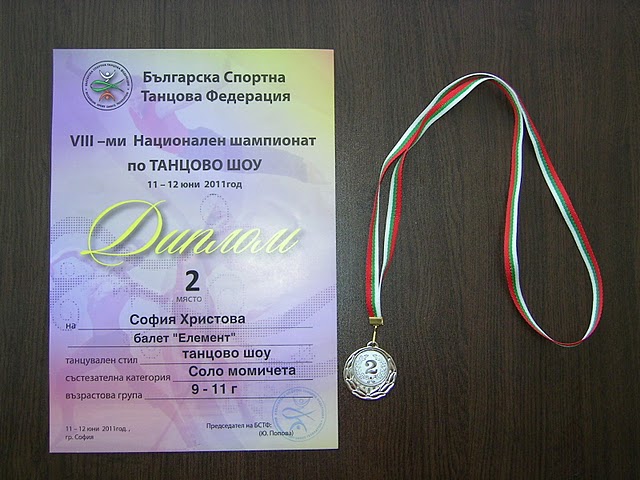 Българска Спортна
Танцова Федерация
VIII –ми Национален шампионат
по ТАНЦОВО ШОУ
11 – 12 юни 2011год
Диплом
2
МЯСТО
на София Христова
балет "Елемент"
танцувален стил танцово шоу
състезателна категория Соло момичета
възрастова група 9 - 11 г
11 – 12 юни 2011год. ,
гр. София
Председател на БСТФ:
(Ю. Попова)
2